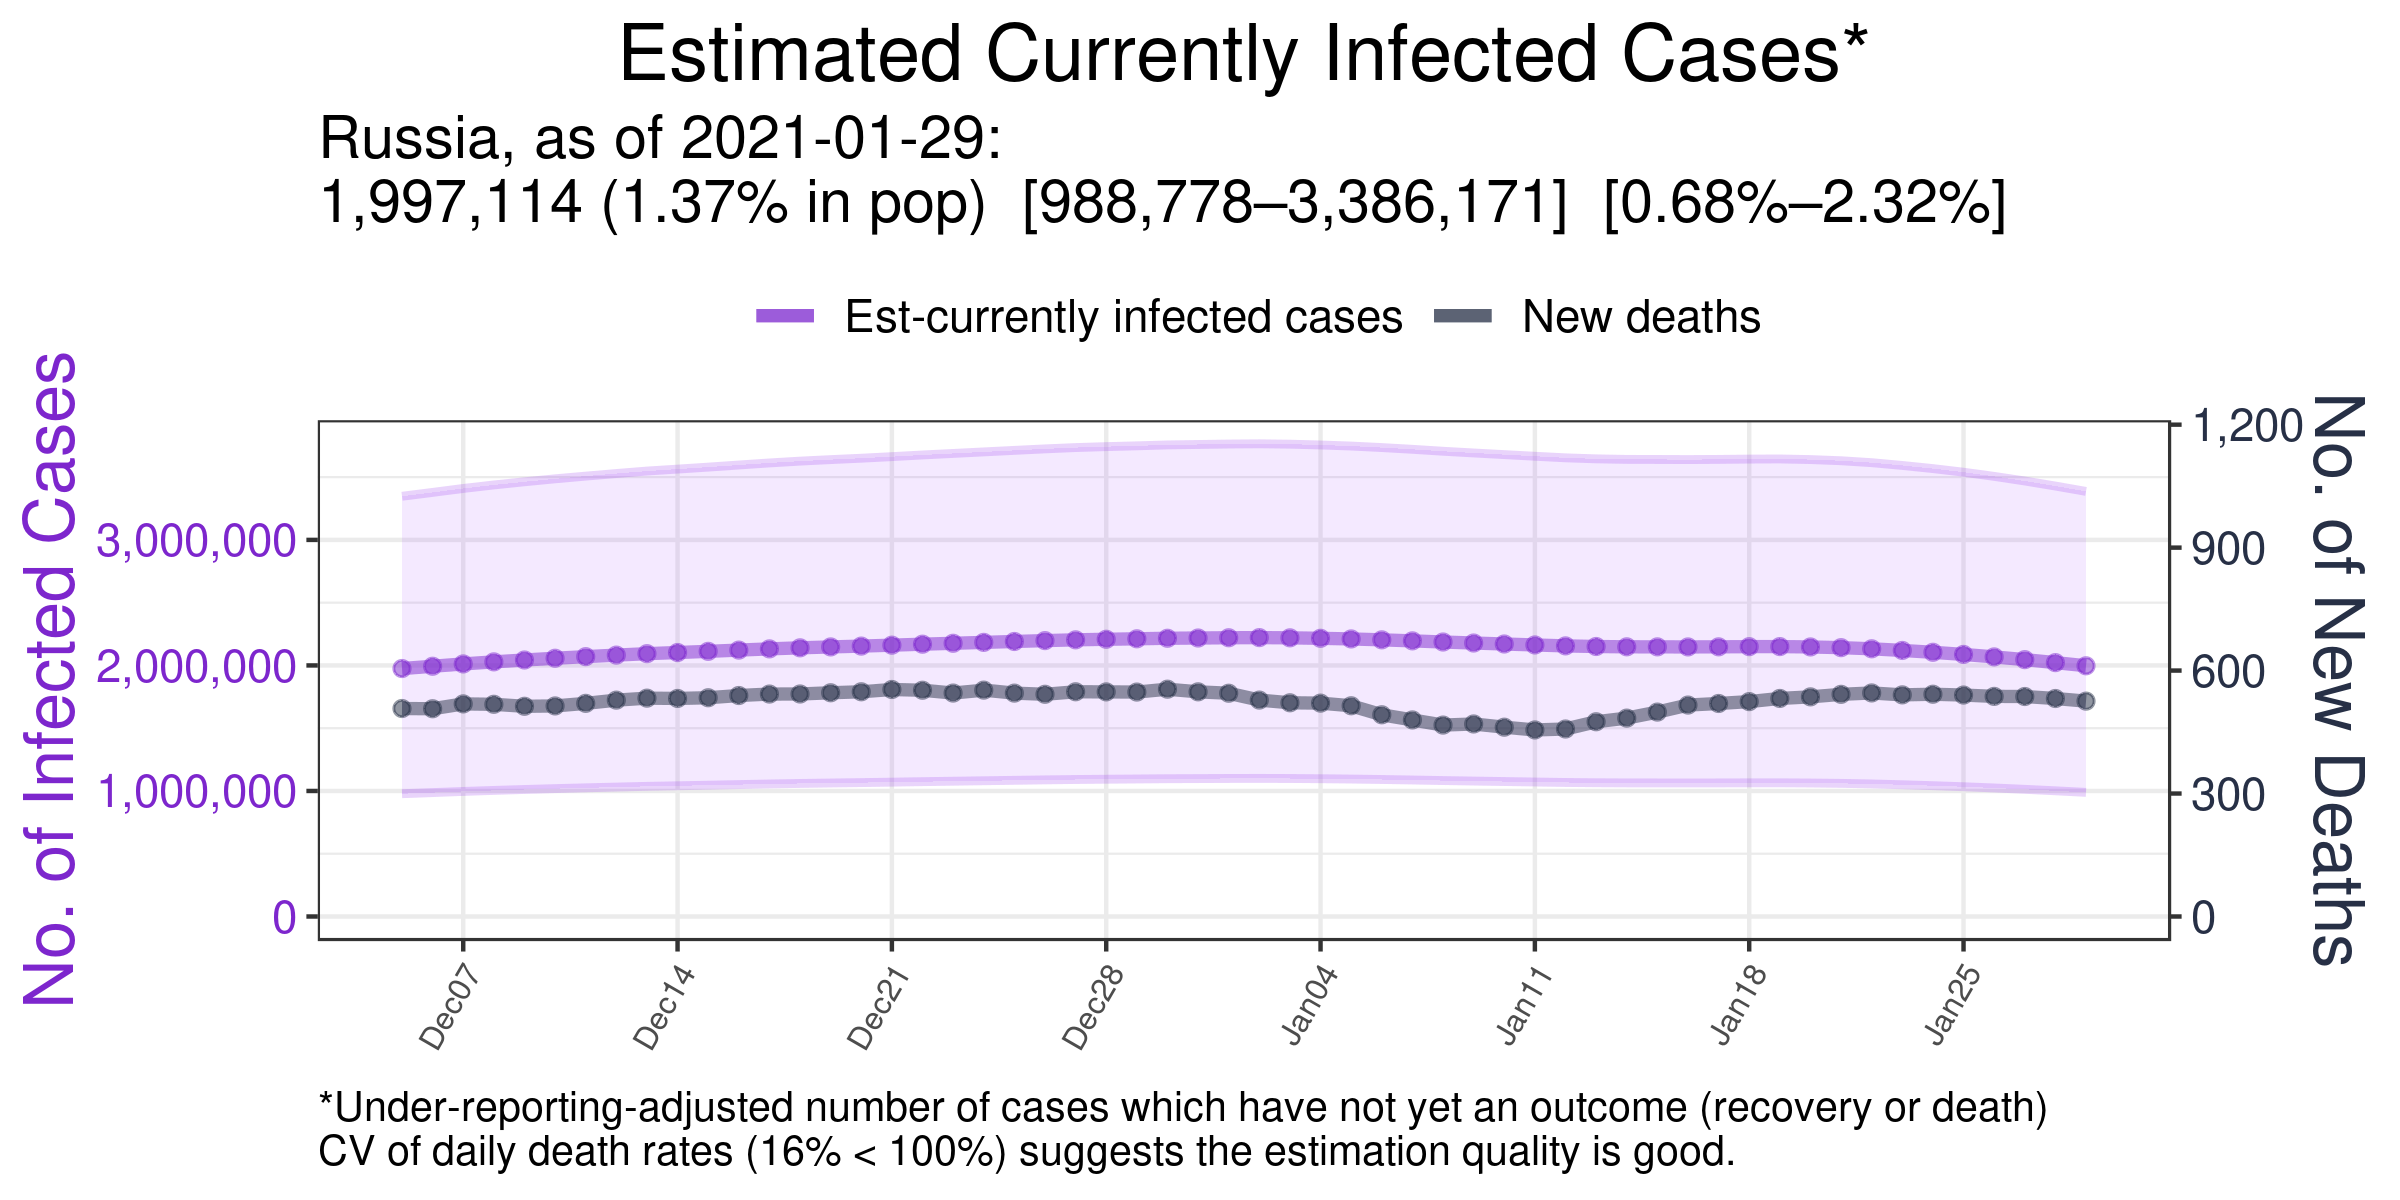 Estimated Currently Infected Cases*
Russia, as of 2021-01-29:
1,997,114 (1.37% in pop)  [988,778–3,386,171]  [0.68%–2.32%]
Est-currently infected cases
New deaths
No. of Infected Cases
3,000,000
2,000,000
1,000,000
0
1,200
900
600
300
0
No. of New Deaths
Dec07
Dec14
Dec21
Dec28
Jan04
Jan11
Jan18
Jan25
*Under-reporting-adjusted number of cases which have not yet an outcome (recovery or death)
CV of daily death rates (16% < 100%) suggests the estimation quality is good.